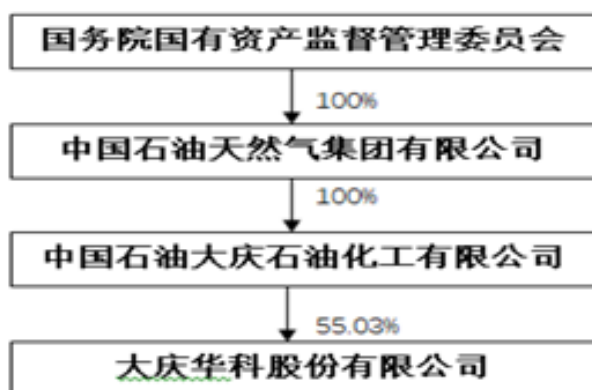 国务院国有资产监督管理委员会
100%
中国石油天然气集团有限公司
100%
中国石油大庆石油化工有限公司
55.03%
大庆华科股份有限公司